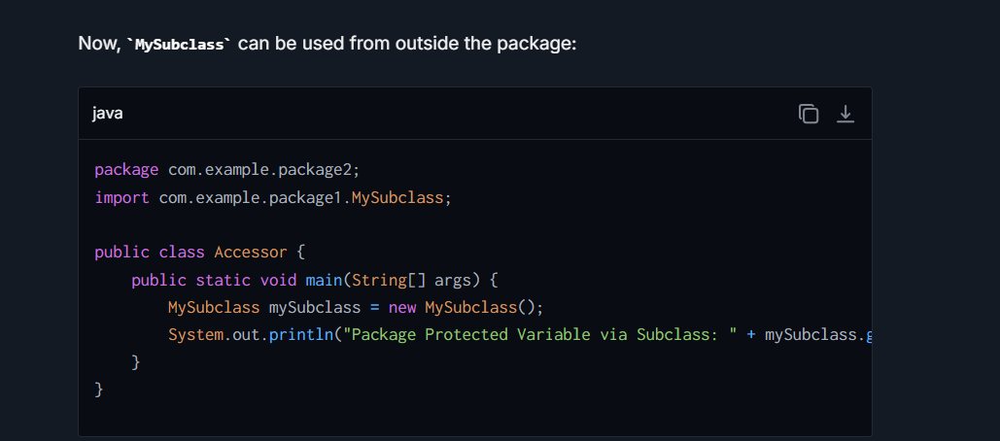 Now, `MySubclass` can be used from outside the package:
java
package com.example.package2;
import com.example.package1.MySubclass;
public class Accessor {
public static void main(String[] args) {
MySubclass mySubclass = new MySubclass();
System.out.println("Package Protected Variable via Subclass: " + mySubclass.g
}
}